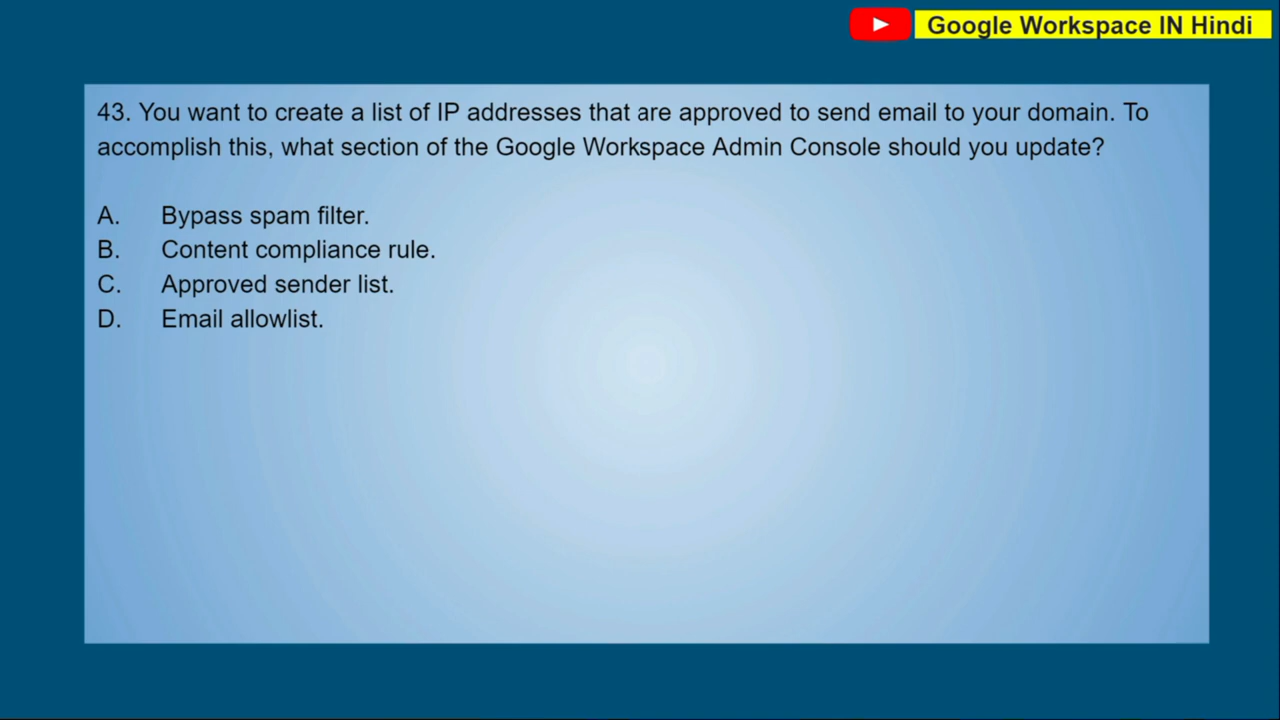 Google Workspace IN Hindi
43. You want to create a list of IP addresses that are approved to send email to your domain. To
accomplish this, what section of the Google Workspace Admin Console should you update?
A. Bypass spam filter.
B. Content compliance rule.
C. Approved sender list.
D. Email allowlist.